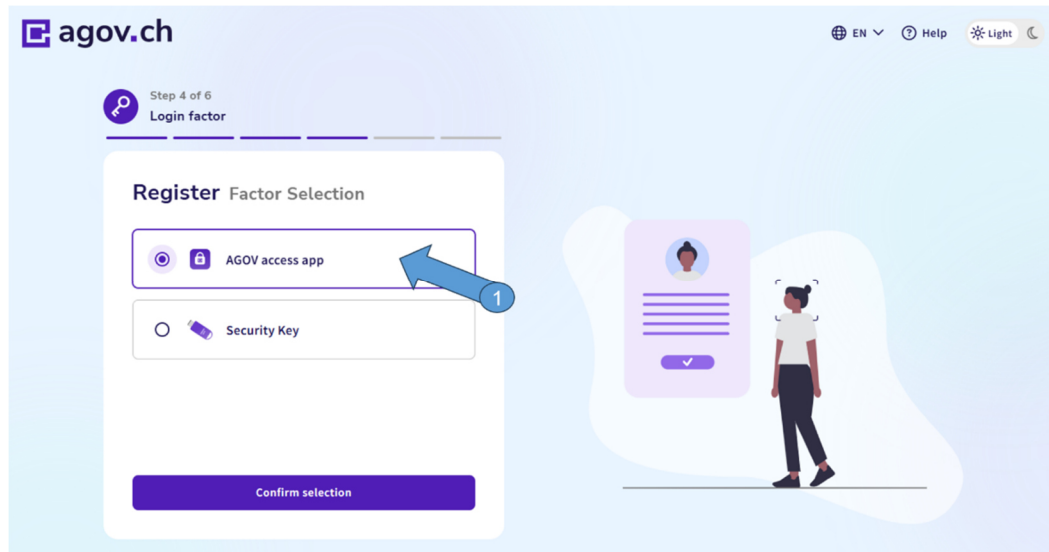 agov.ch
EN
Help
Light
Step 4 of 6
Login factor
Register Factor Selection
AGOV access app
1
Security Key
Confirm selection